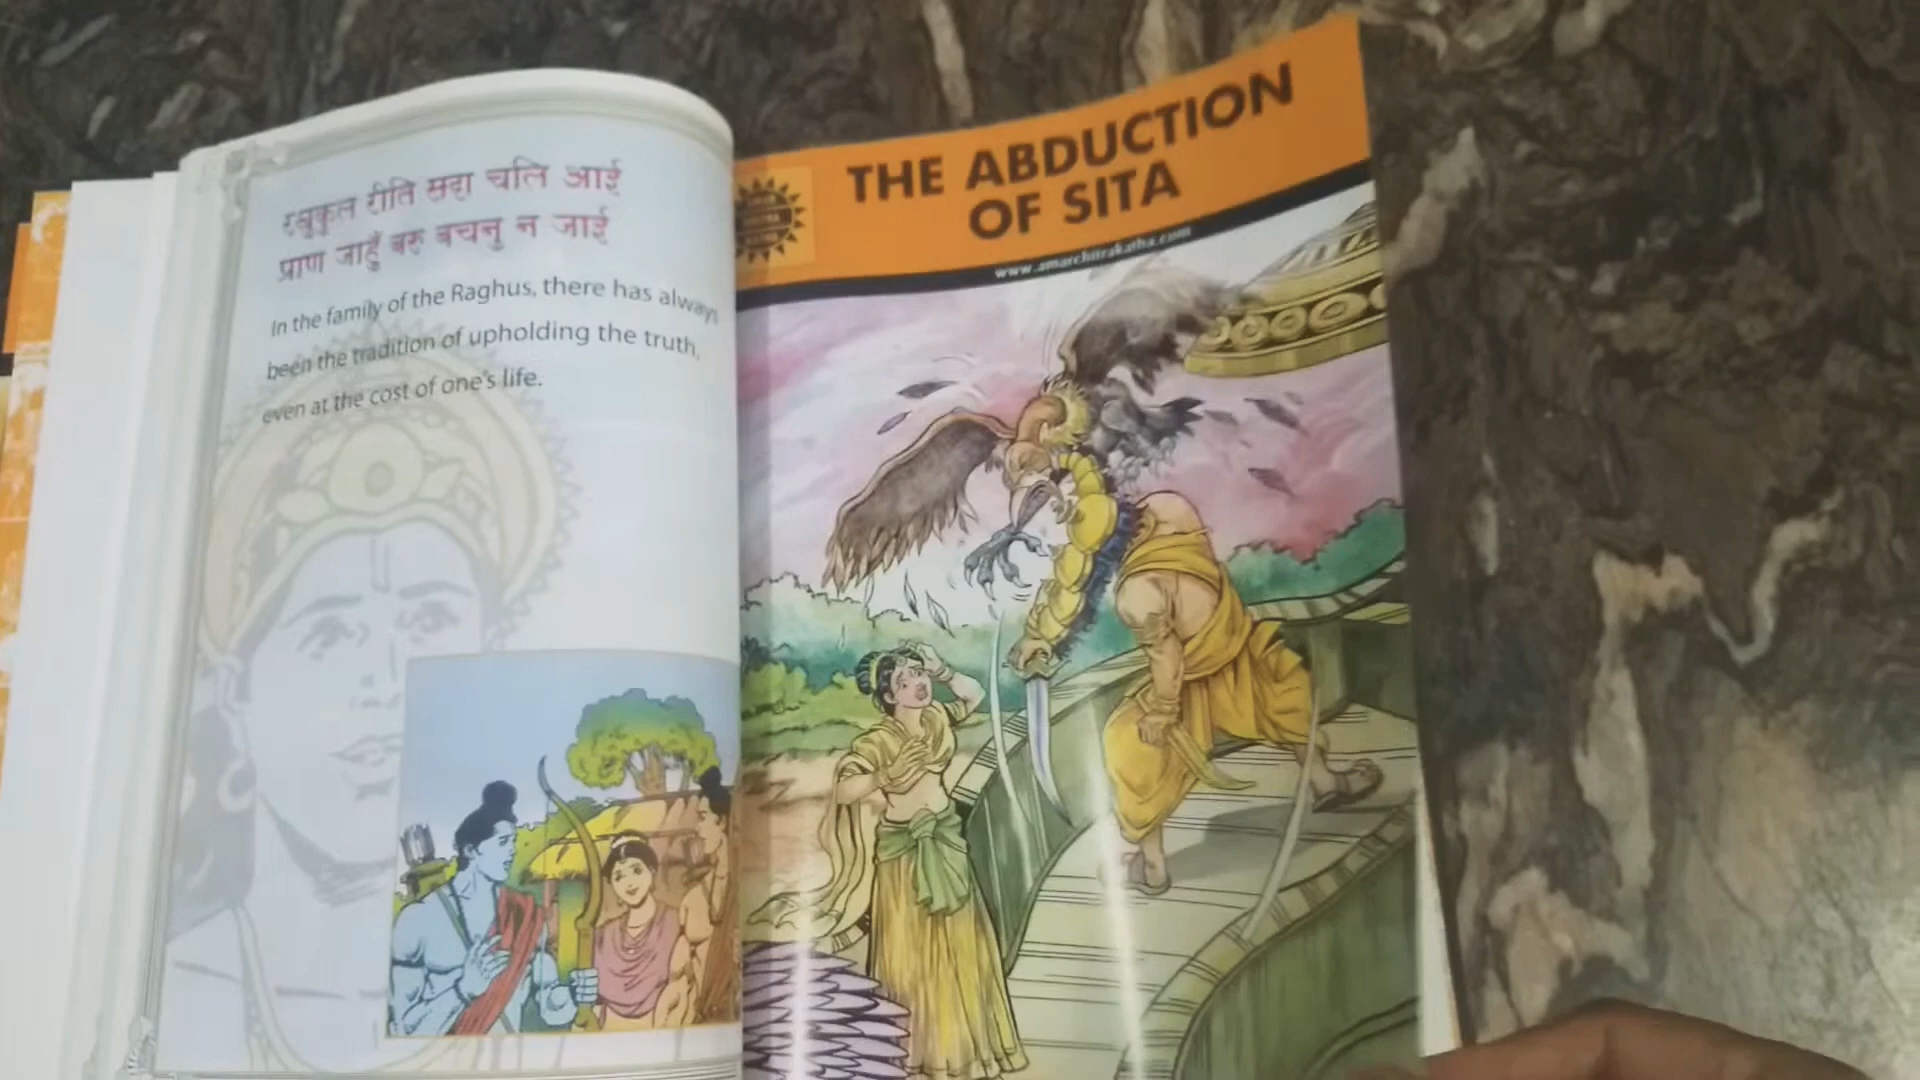 रघुकुल रीति सदा चलि आई
प्राण जाहुँ बरु बचनु न जाई
In the family of the Raghus, there has always
been the tradition of upholding the truth,
even at the cost of one's life.
THE ABDUCTION
OF SITA
www.amarchitrakatha.com